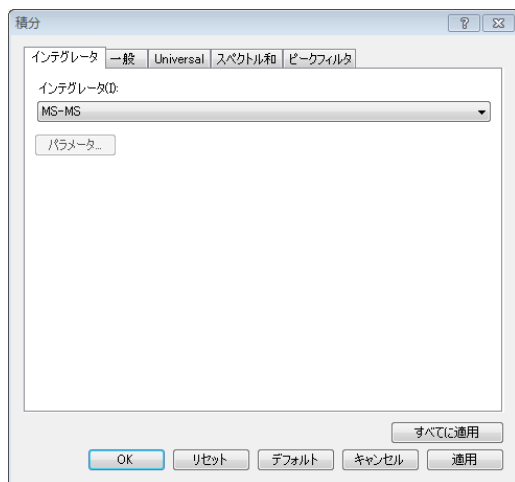 積分
インテグレータ 一般 Universal スペクトル和 ピークフィルタ
インテグレータ(I):
MS-MS
パラメータ...
すべてに適用
OK リセット デフォルト キャンセル 適用